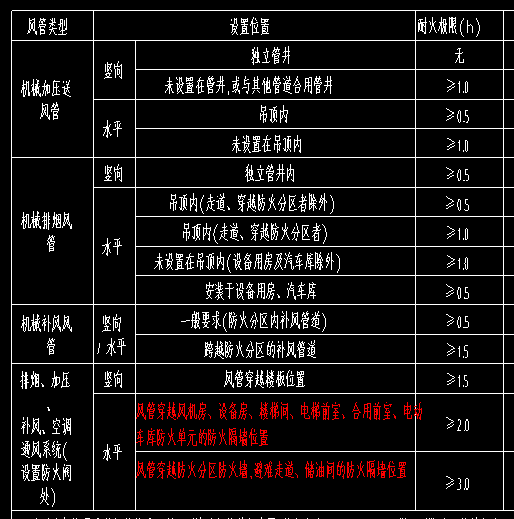 风管类型 设置位置 耐火极限(h)
机械加压送
风管
竖向
独立管井 无
未设置在管井,或与其他管道合用管井 ≥1.0
水平
吊顶内 ≥0.5
未设置在吊顶内 ≥1.0
机械排烟风
管
竖向 独立管井内 ≥0.5
水平
吊顶内(走道、穿越防火分区者除外) ≥0.5
吊顶内(走道、穿越防火分区者) ≥1.0
未设置在吊顶内(设备用房及汽车库除外) ≥1.0
安装于设备用房、汽车库 ≥0.5
机械补风风
管
竖向
/水平
一般要求(防火分区内补风管道) ≥0.5
跨越防火分区的补风管道 ≥1.5
排烟、加压
、
补风、空调
通风系统(
设置防火阀
处)
竖向 风管穿越楼板位置 ≥1.5
水平
风管穿越风机房、设备房、楼梯间、电梯前室、合用前室、电动
车库防火单元的防火隔墙位置
≥2.0
风管穿越防火分区防火墙,避难走道、储油间的防火隔墙位置
≥3.0